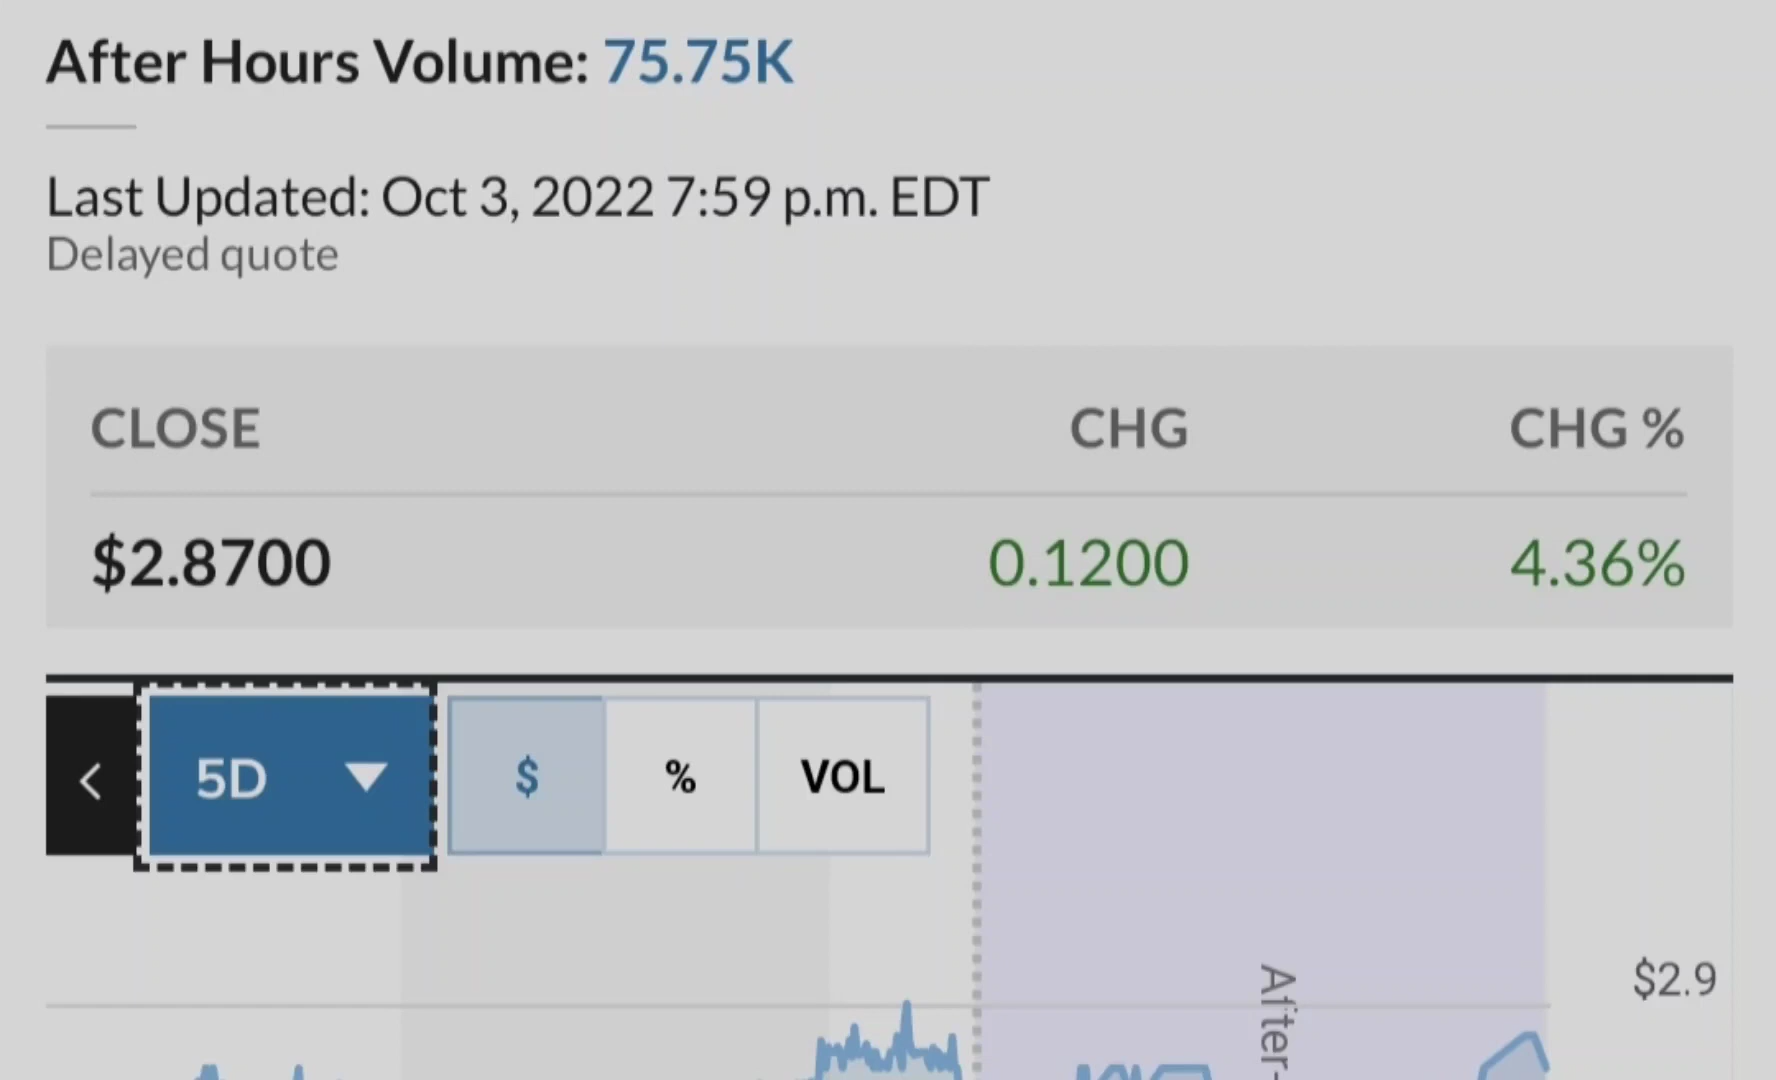 After Hours Volume: 75.75K
Last Updated: Oct 3, 2022 7:59 p.m. EDT
Delayed quote
CLOSE CHG CHG %
$2.8700 0.1200 4.36%
5D $ % VOL
$2.9
After-